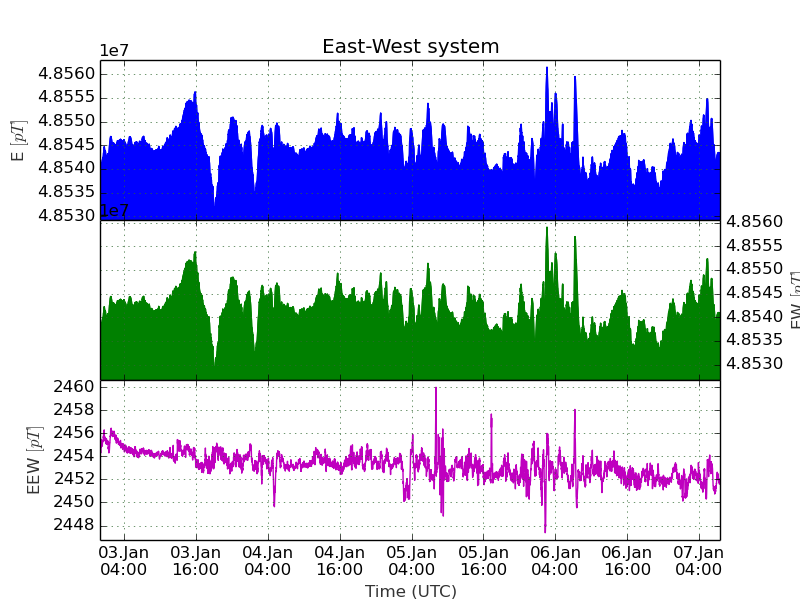 East-West system
1e7
4.8560
4.8555
4.8550
4.8545
4.8540
4.8535
4.8530
E [pT]
1e7
4.8560
4.8555
4.8550
4.8545
4.8540
4.8535
4.8530
EW [pT]
2460
2458
2456
2454
2452
2450
2448
EEW [pT]
03.Jan 03.Jan 04.Jan 04.Jan 05.Jan 05.Jan 06.Jan 06.Jan 07.Jan
04:00 16:00 04:00 16:00 04:00 16:00 04:00 16:00 04:00
Time (UTC)